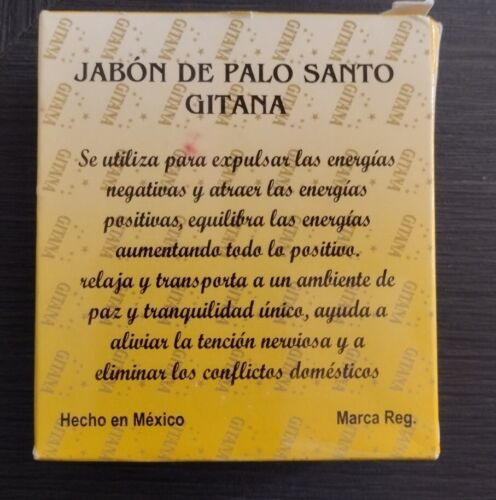 JABÓN DE PALO SANTO
GITANA
Se utiliza para expulsar las energías
negativas y atraer las energías
positivas, equilibra las energías
aumentando todo lo positivo.
relaja y transporta a un ambiente de
paz y tranquilidad único, ayuda a
aliviar la tención nerviosa y a
eliminar los conflictos domésticos
Hecho en México
Marca Reg.